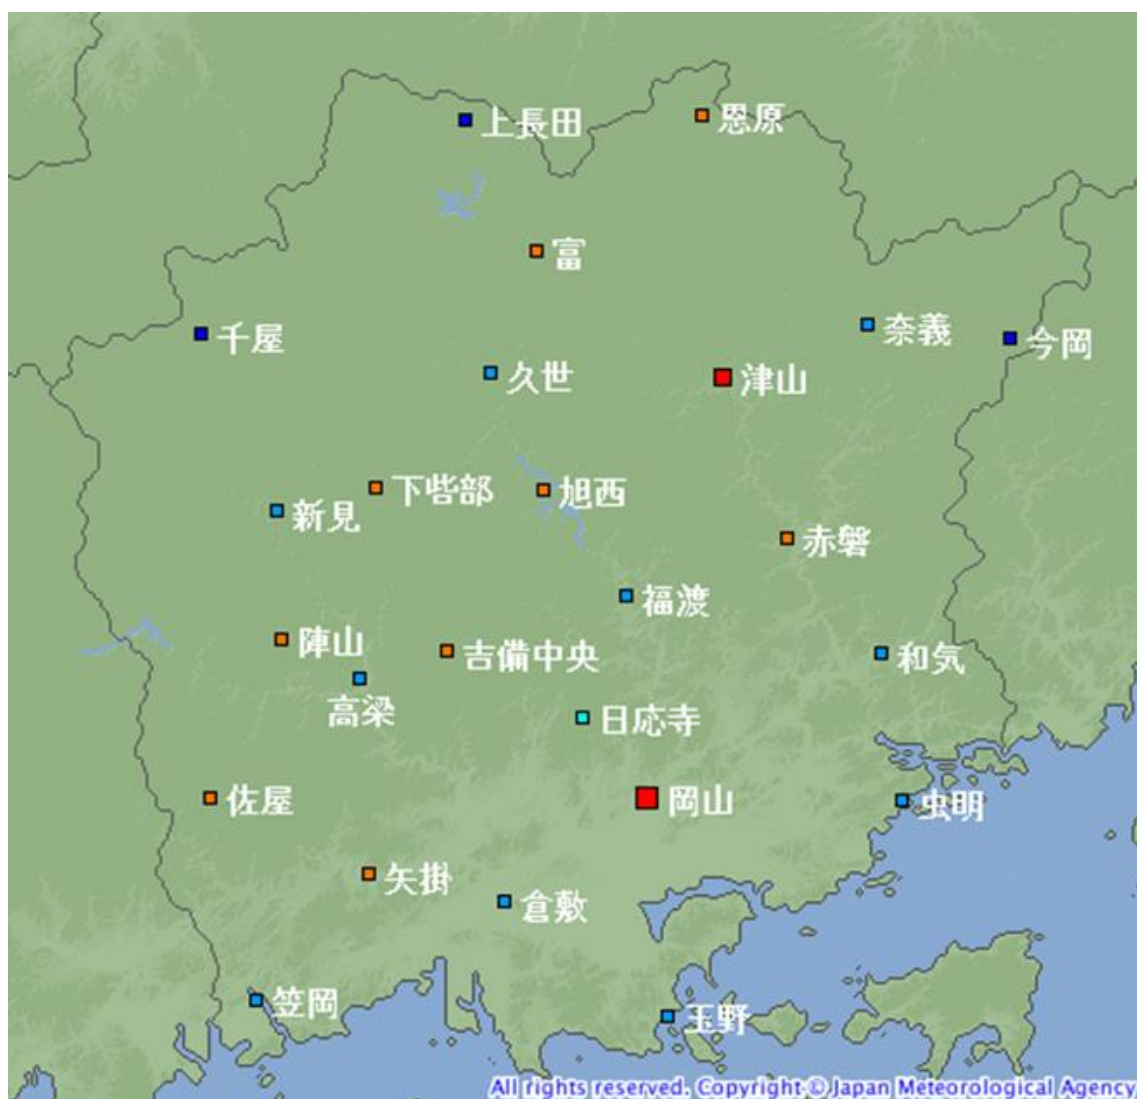 上長田
恩原
富
千屋
奈義
今岡
久世
津山
下呰部
旭西
新見
赤磐
福渡
陣山
吉備中央
和気
高梁
日応寺
佐屋
岡山
虫明
矢掛
倉敷
笠岡
玉野
All rights reserved. Copyright © Japan Meteorological Agency